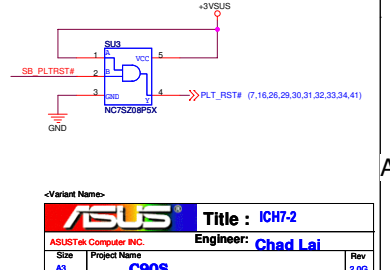 +3VSUS
SU3
1 A VCC 5
SB_PLTRST# 2 B
3 GND Y 4 PLT_RST# (7,16,26,29,30,31,32,33,34,41)
NC7SZ08P5X
GND
A
<Variant Name>
ASUS® Title : ICH7-2
ASUSTek Computer INC. Engineer: Chad Lai
Size Project Name Rev
A3 C90S 2.0G